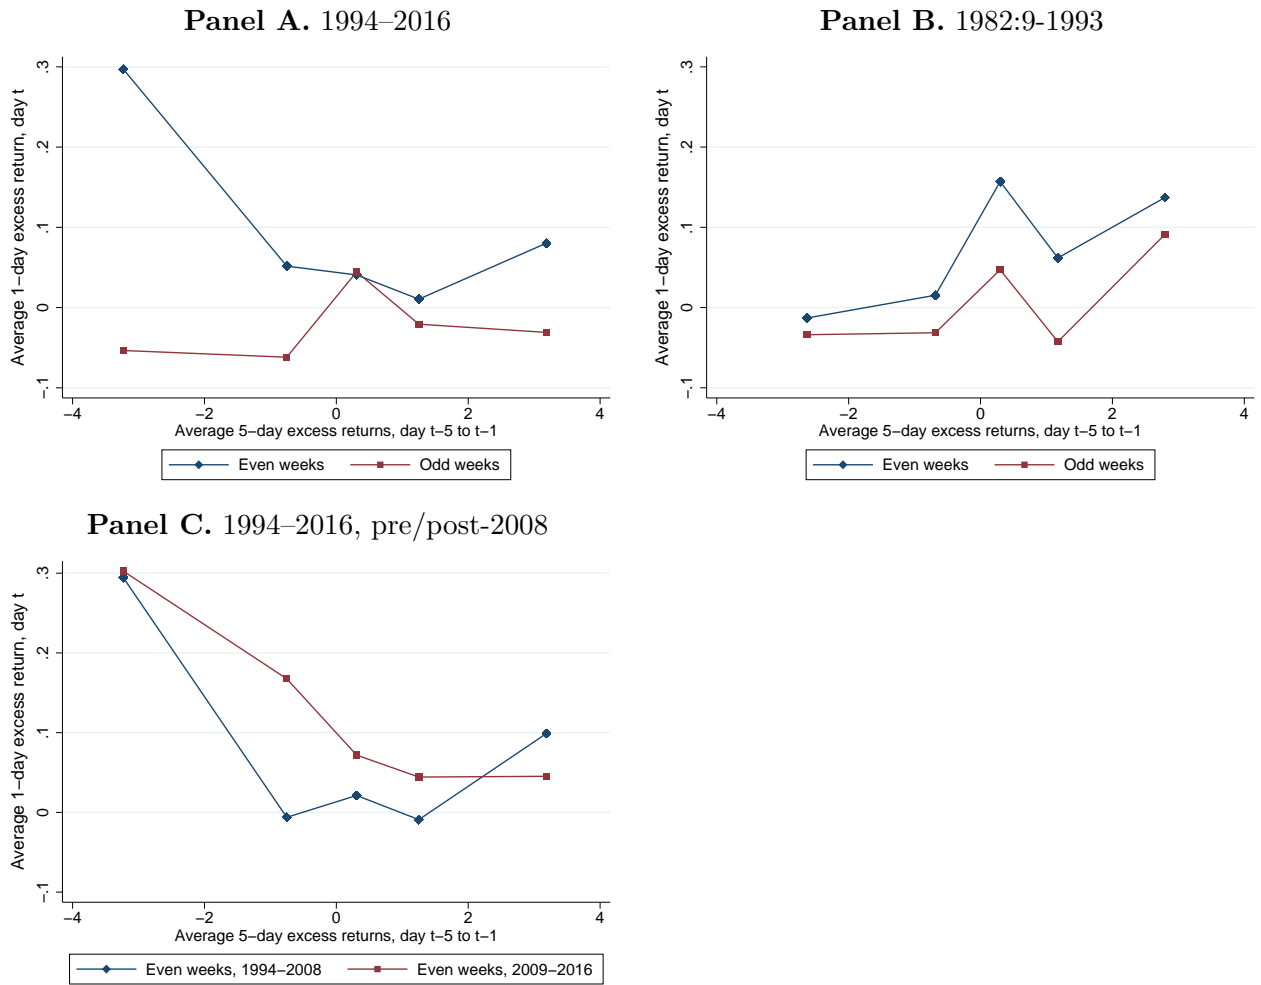 Panel A. 1994–2016
Average 1−day excess return, day t
.3
.2
.1
0
−.1
−4
−2
0
2
4
Average 5−day excess returns, day t−5 to t−1
Even weeks
Odd weeks
Panel B. 1982:9-1993
Average 1−day excess return, day t
.3
.2
.1
0
−.1
−4
−2
0
2
4
Average 5−day excess returns, day t−5 to t−1
Even weeks
Odd weeks
Panel C. 1994–2016, pre/post-2008
Average 1−day excess return, day t
.3
.2
.1
0
−.1
−4
−2
0
2
4
Average 5−day excess returns, day t−5 to t−1
Even weeks, 1994−2008
Even weeks, 2009−2016